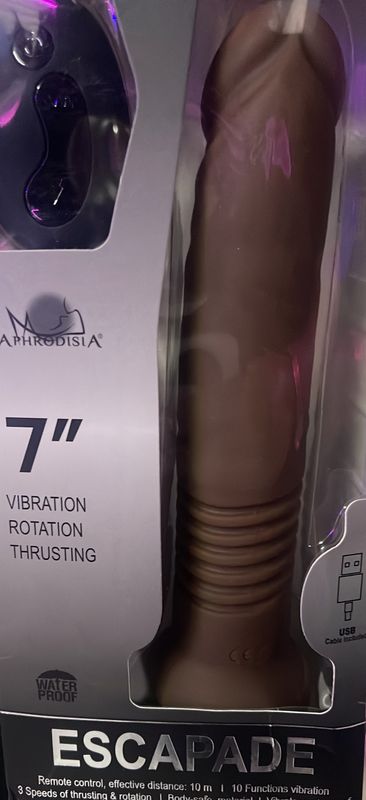 APHRODISIA®
7"
VIBRATION
ROTATION
THRUSTING
USB
Cable included
WATER
PROOF
ESCAPADE
Remote control, effective distance: 10 m | 10 Functions vibration
3 Speeds of thrusting & rotation | Body-safe material